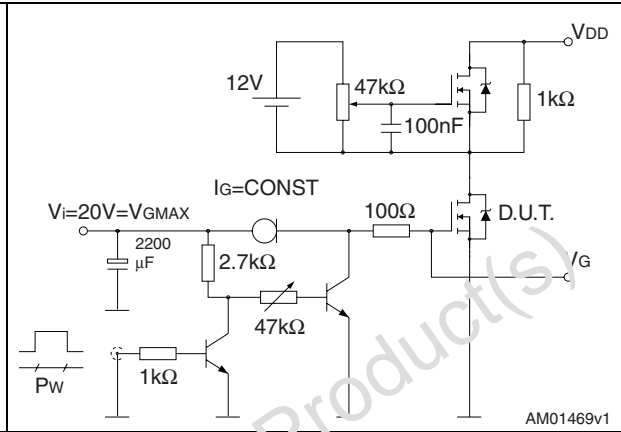 VDD
12V
47kΩ
1kΩ
100nF
IG=CONST
Vi=20V=VGMAX
100Ω
D.U.T.
2200
μF
2.7kΩ
VG
47kΩ
1kΩ
PW
Product(s)
AM01469v1